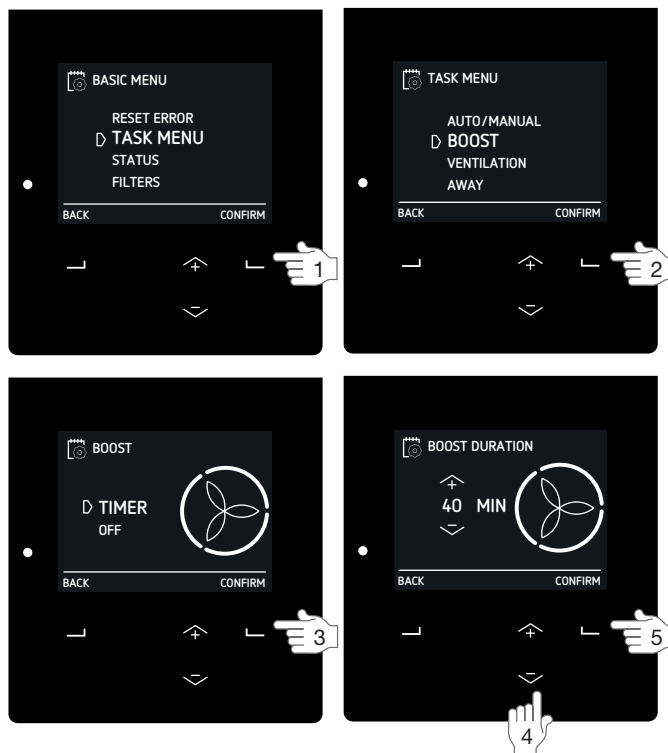 BASIC MENU
RESET ERROR
TASK MENU
STATUS
FILTERS
BACK CONFIRM
+
1
-
TASK MENU
AUTO/MANUAL
BOOST
VENTILATION
AWAY
BACK CONFIRM
+
2
-
BOOST
TIMER
OFF
BACK CONFIRM
+
3
-
BOOST DURATION
+
40 MIN
-
BACK CONFIRM
+
5
-
4